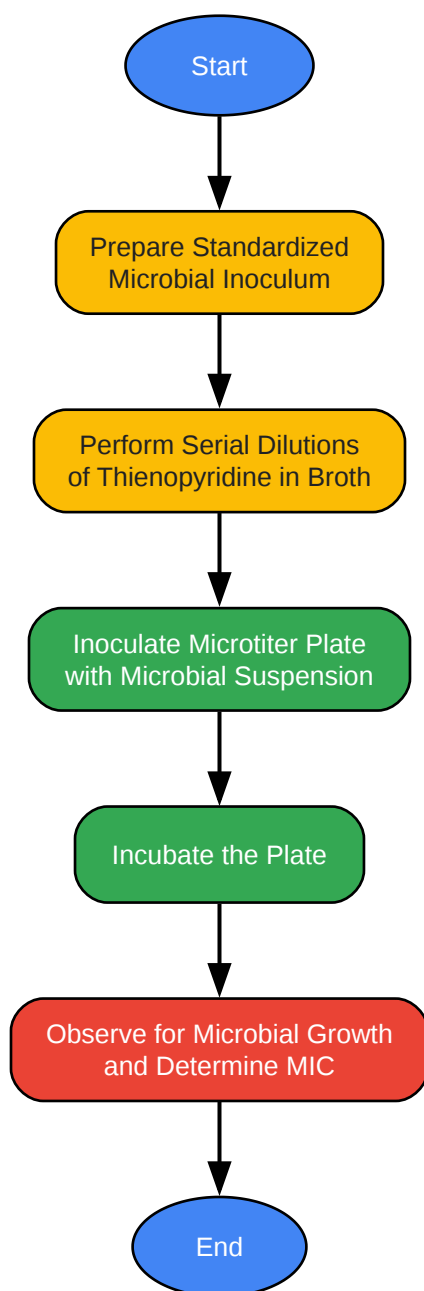 Start
Prepare Standardized
Microbial Inoculum
Perform Serial Dilutions
of Thienopyridine in Broth
Inoculate Microtiter Plate
with Microbial Suspension
Incubate the Plate
Observe for Microbial Growth
and Determine MIC
End